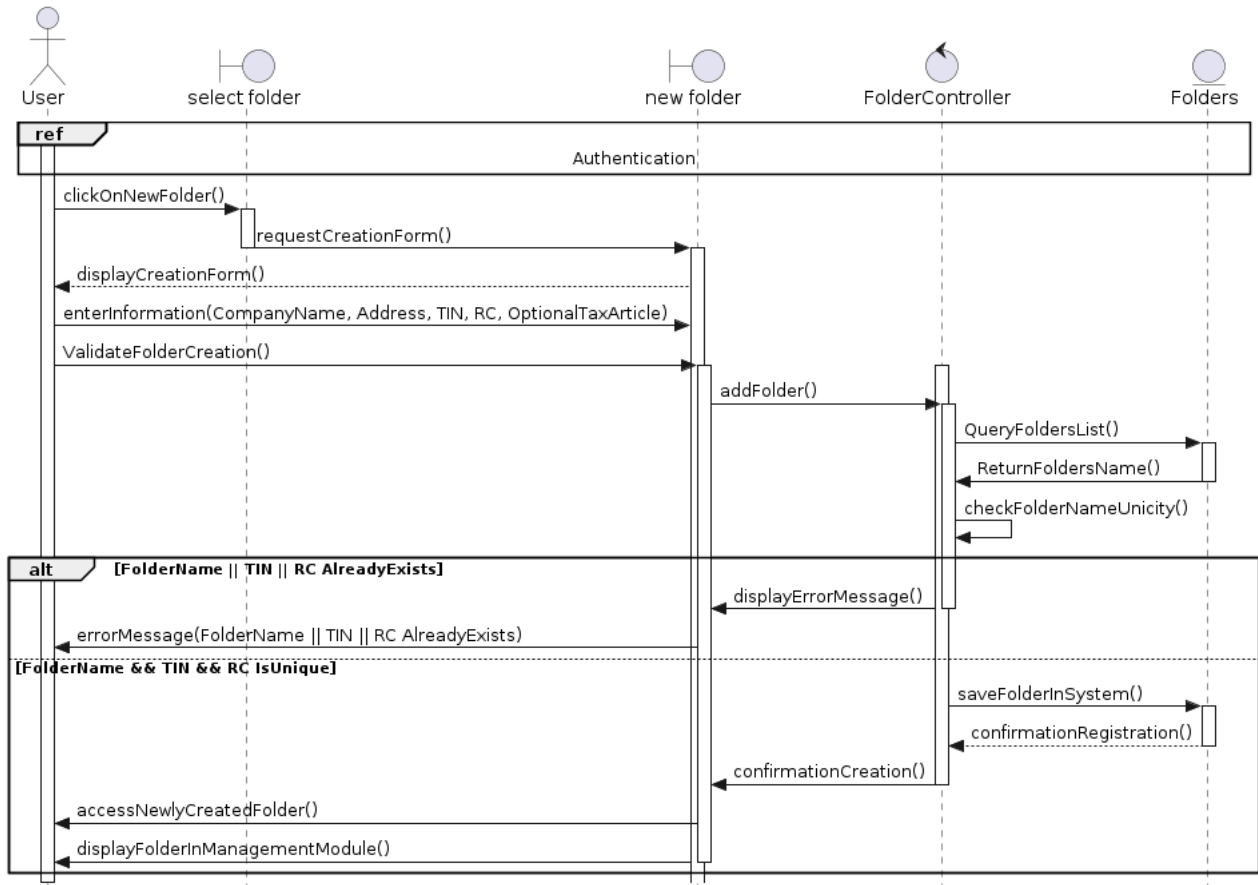 User
select folder
new folder
FolderController
Folders
ref
Authentication
clickOnNewFolder()
requestCreationForm()
displayCreationForm()
enterInformation(CompanyName, Address, TIN, RC, OptionalTaxArticle)
ValidateFolderCreation()
addFolder()
QueryFoldersList()
ReturnFoldersName()
checkFolderNameUnicity()
alt
[FolderName || TIN || RC AlreadyExists]
displayErrorMessage()
errorMessage(FolderName || TIN || RC AlreadyExists)
[FolderName && TIN && RC IsUnique]
saveFolderInSystem()
confirmationRegistration()
confirmationCreation()
accessNewlyCreatedFolder()
displayFolderInManagementModule()